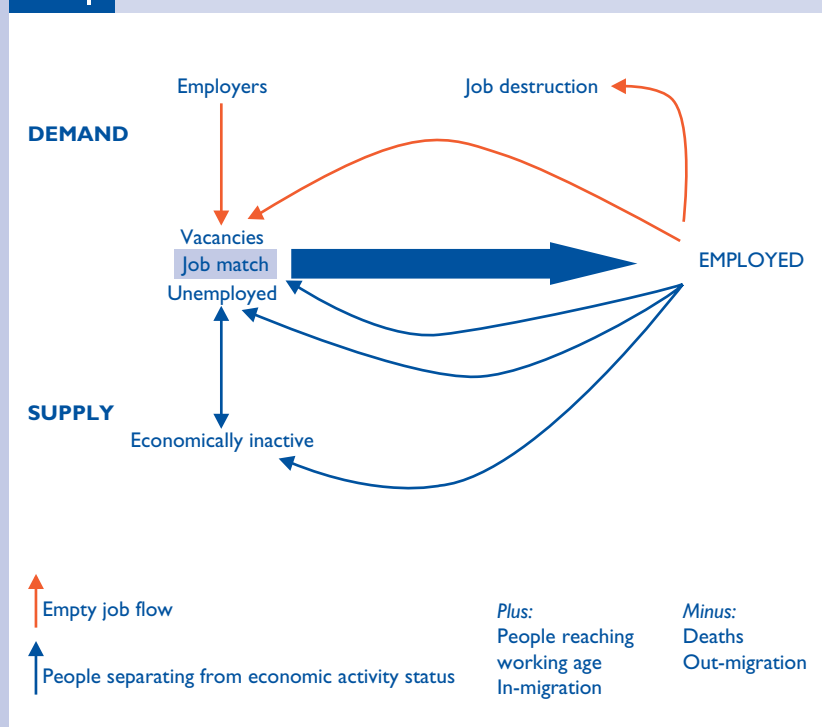 Employers
Job destruction
DEMAND
Vacancies
Job match
Unemployed
EMPLOYED
SUPPLY
Economically inactive
Empty job flow
People separating from economic activity status
Plus:
People reaching
working age
In-migration
Minus:
Deaths
Out-migration